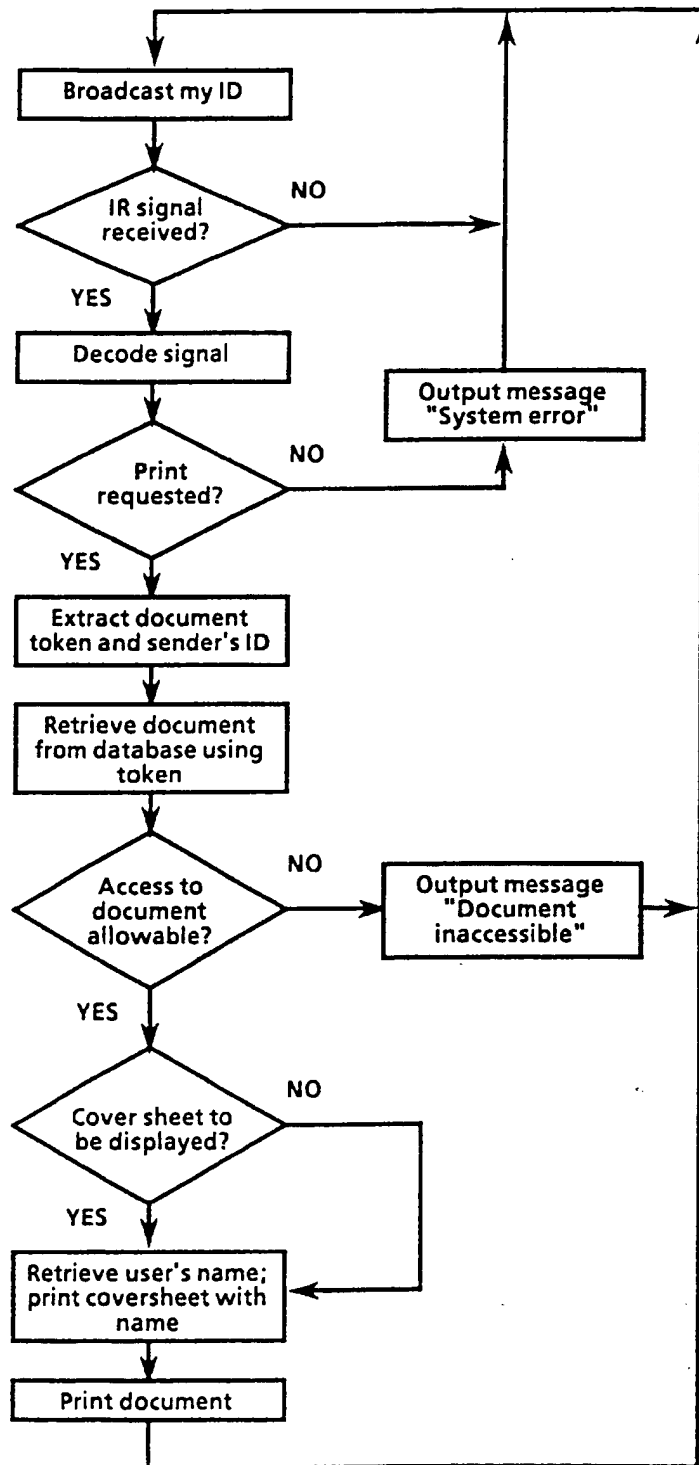 Broadcast my ID
NO
IR signal
received?
YES
Decode signal
Output message
"System error"
NO
Print
requested?
YES
Extract document
token and sender's ID
Retrieve document
from database using
token
NO
Access to
document
allowable?
Output message
"Document
inaccessible"
YES
NO
Cover sheet to
be displayed?
YES
Retrieve user's name;
print coversheet with
name
Print document